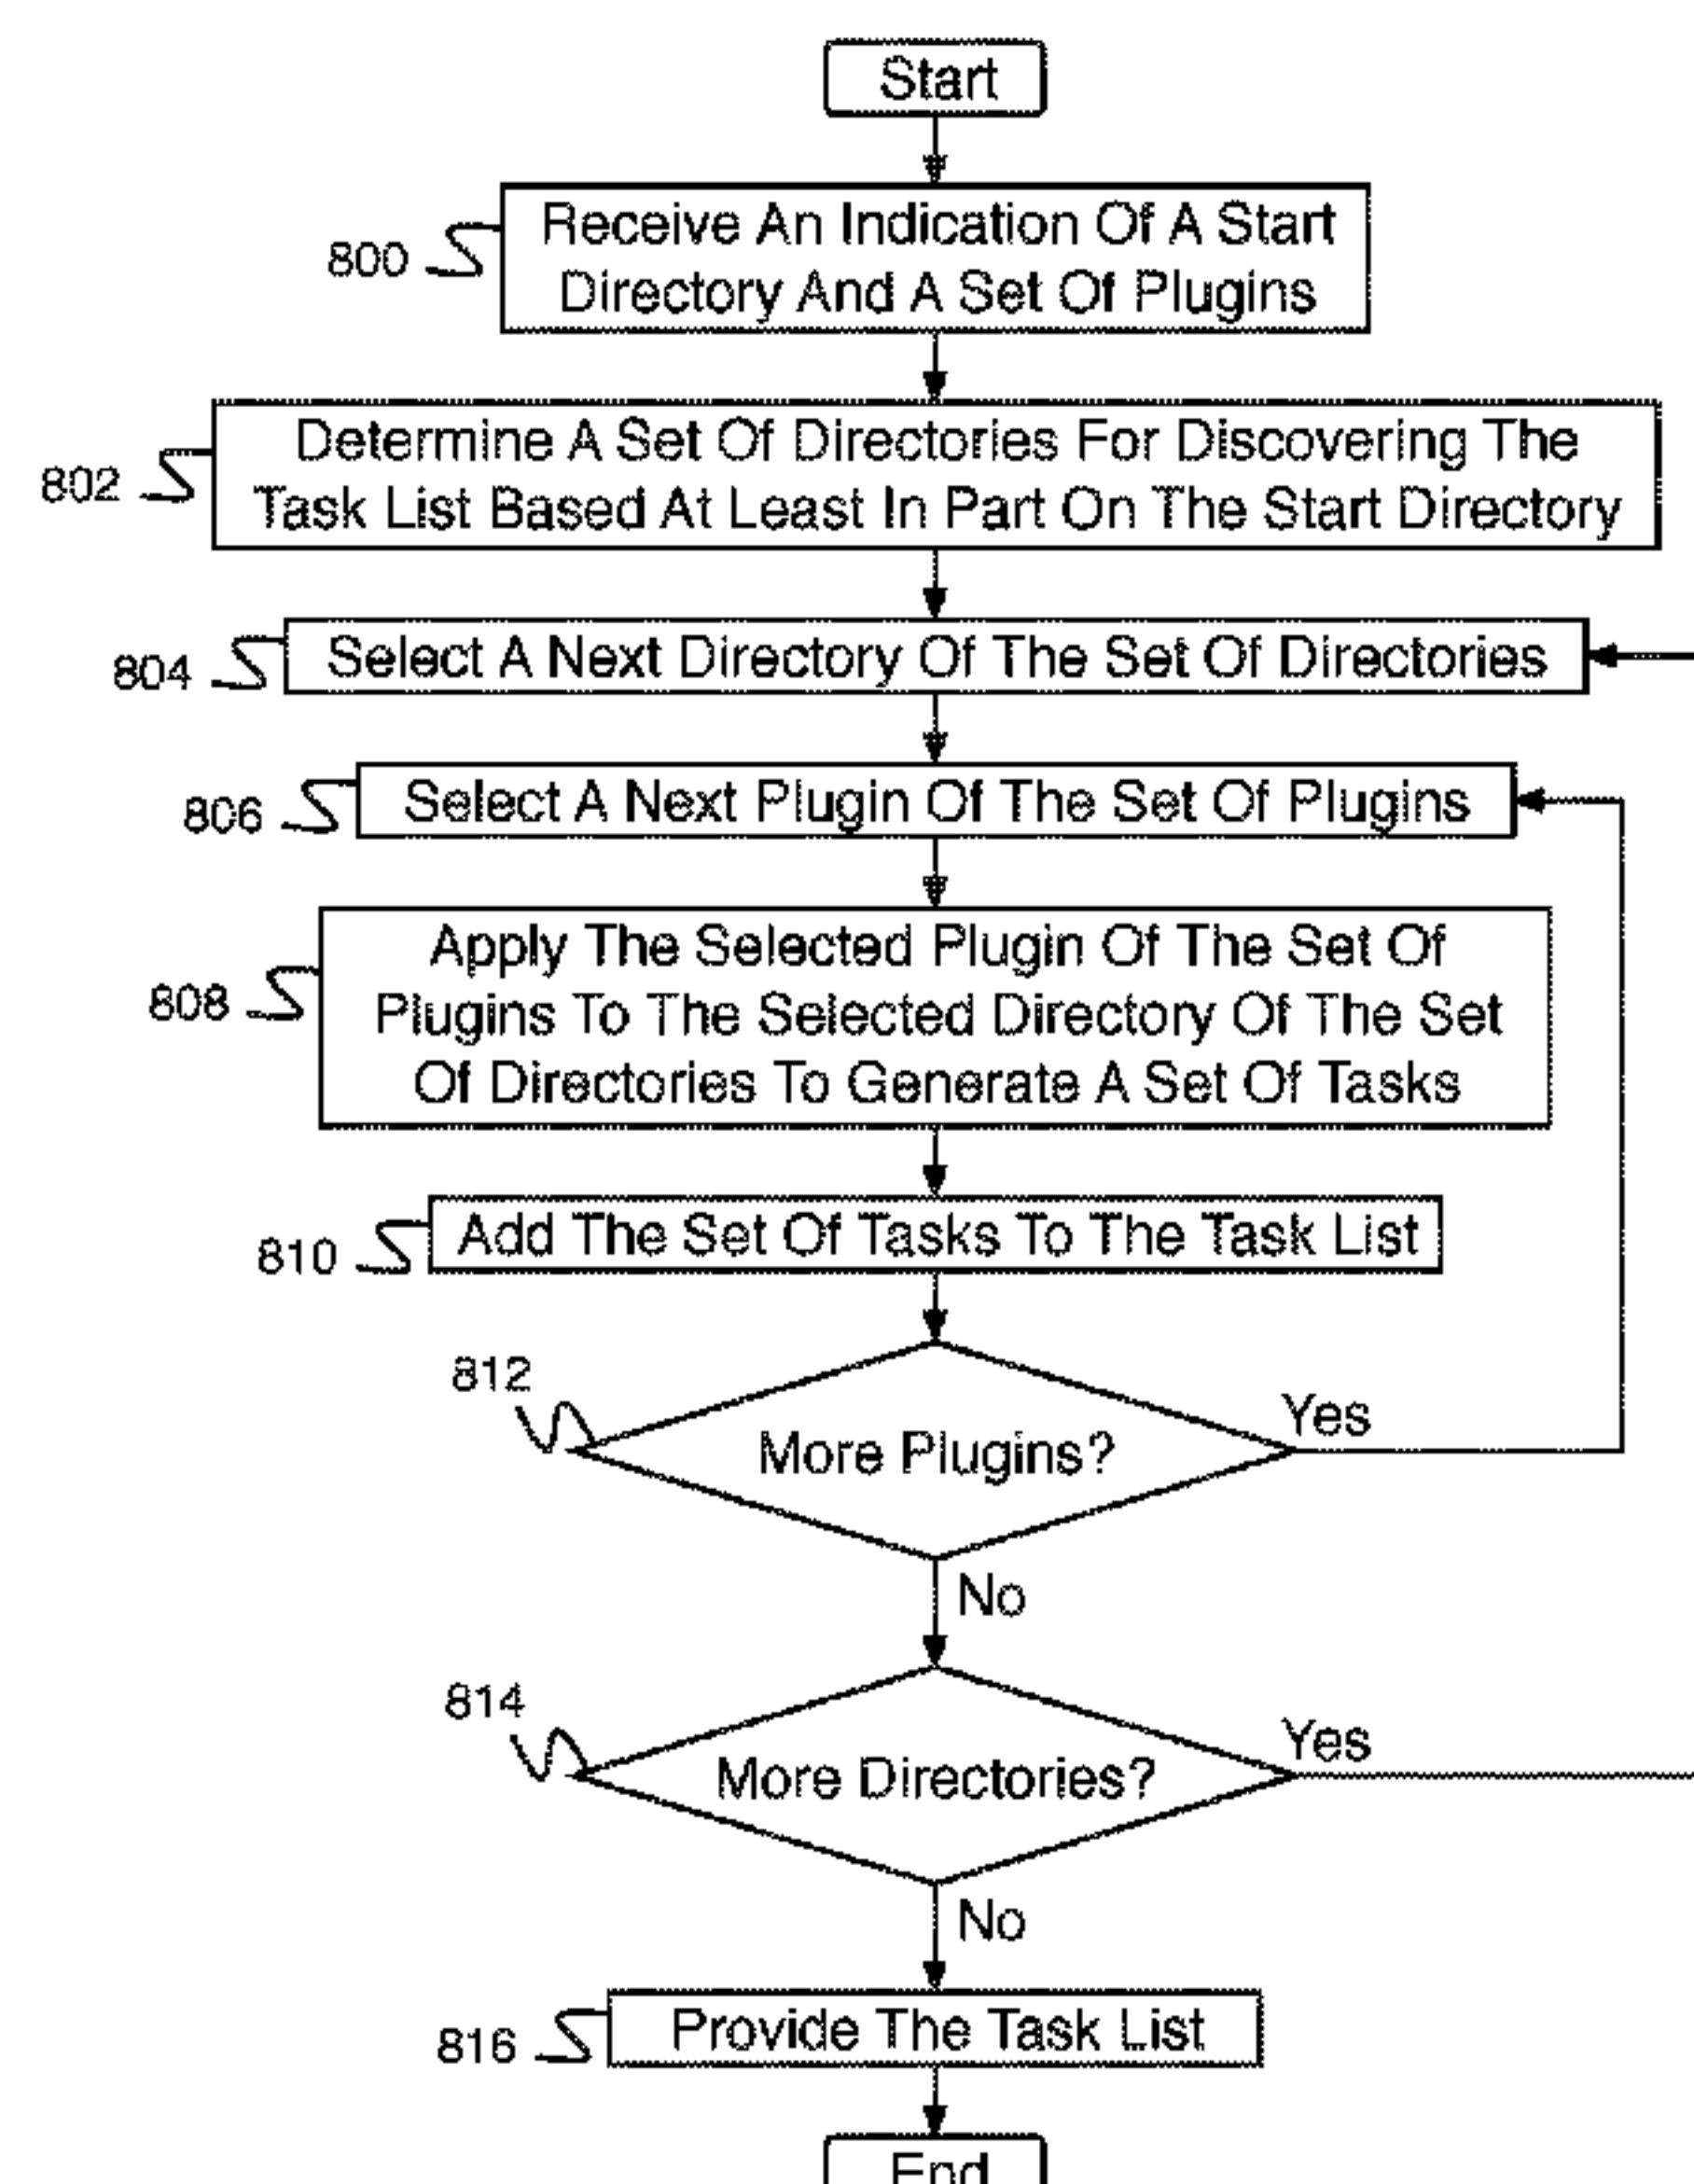 Start
800
Receive An Indication Of A Start
Directory And A Set Of Plugins
802
Determine A Set Of Directories For Discovering The
Task List Based At Least In Part On The Start Directory
804
Select A Next Directory Of The Set Of Directories
806
Select A Next Plugin Of The Set Of Plugins
808
Apply The Selected Plugin Of The Set Of
Plugins To The Selected Directory Of The Set
Of Directories To Generate A Set Of Tasks
810
Add The Set Of Tasks To The Task List
812
More Plugins?
Yes
No
814
More Directories?
Yes
No
816
Provide The Task List
End